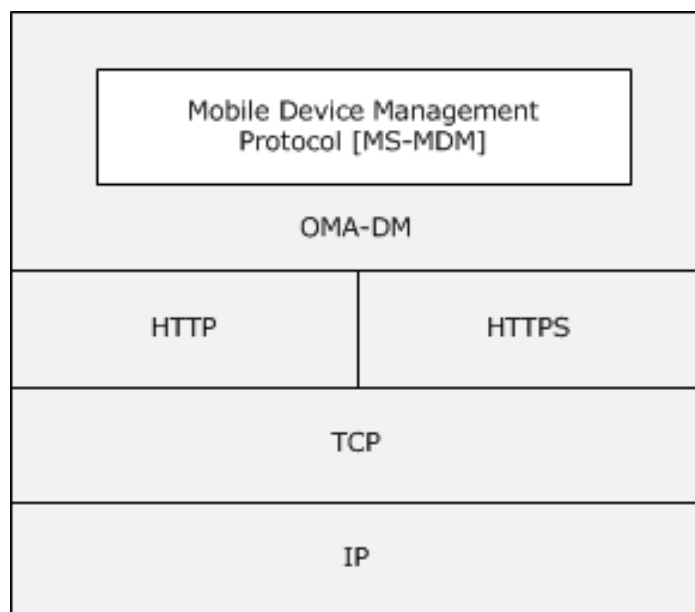 Mobile Device Management
Protocol [MS-MDM]
OMA-DM
HTTP
HTTPS
TCP
IP